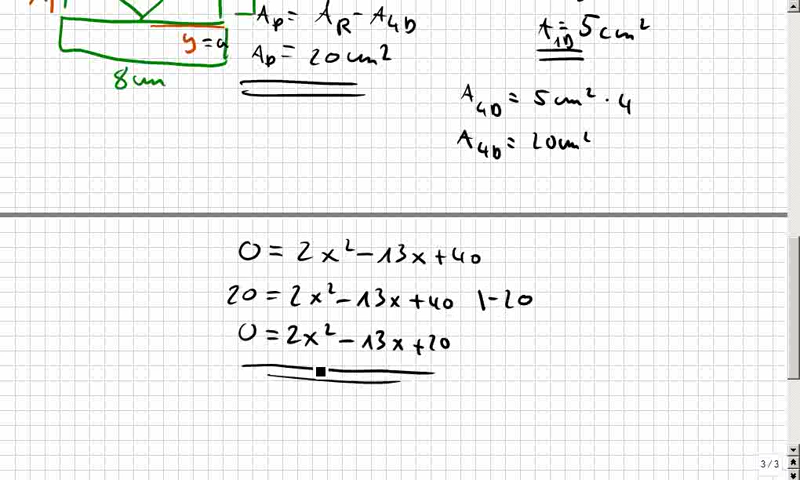 A_P = A_R - A_4D
A_P = 20 cm²
y = a
8 cm
A_1D = 5 cm²
A_4D = 5 cm² · 4
A_4D = 20 cm²
0 = 2x² - 13x + 40
20 = 2x² - 13x + 40 | - 20
0 = 2x² - 13x + 20
3 / 3